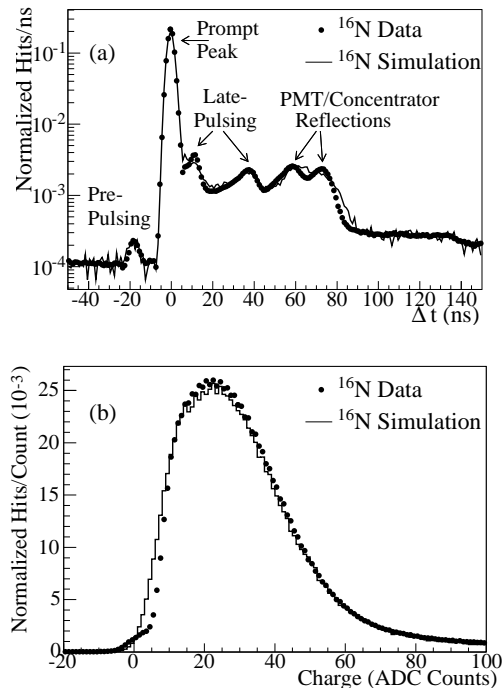 Normalized Hits/ns
(a)
Prompt
Peak
¹⁶N Data
¹⁶N Simulation
Late-
Pulsing
PMT/Concentrator
Reflections
Pre-
Pulsing
10⁻¹
10⁻²
10⁻³
10⁻⁴
-40 -20 0 20 40 60 80 100 120 140
Δ t (ns)
Normalized Hits/Count (10⁻³)
(b)
¹⁶N Data
¹⁶N Simulation
25
20
15
10
5
0
-20 0 20 40 60 80 100
Charge (ADC Counts)